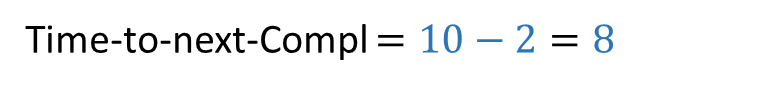 Time-to-next-Compl = 10 − 2 = 8